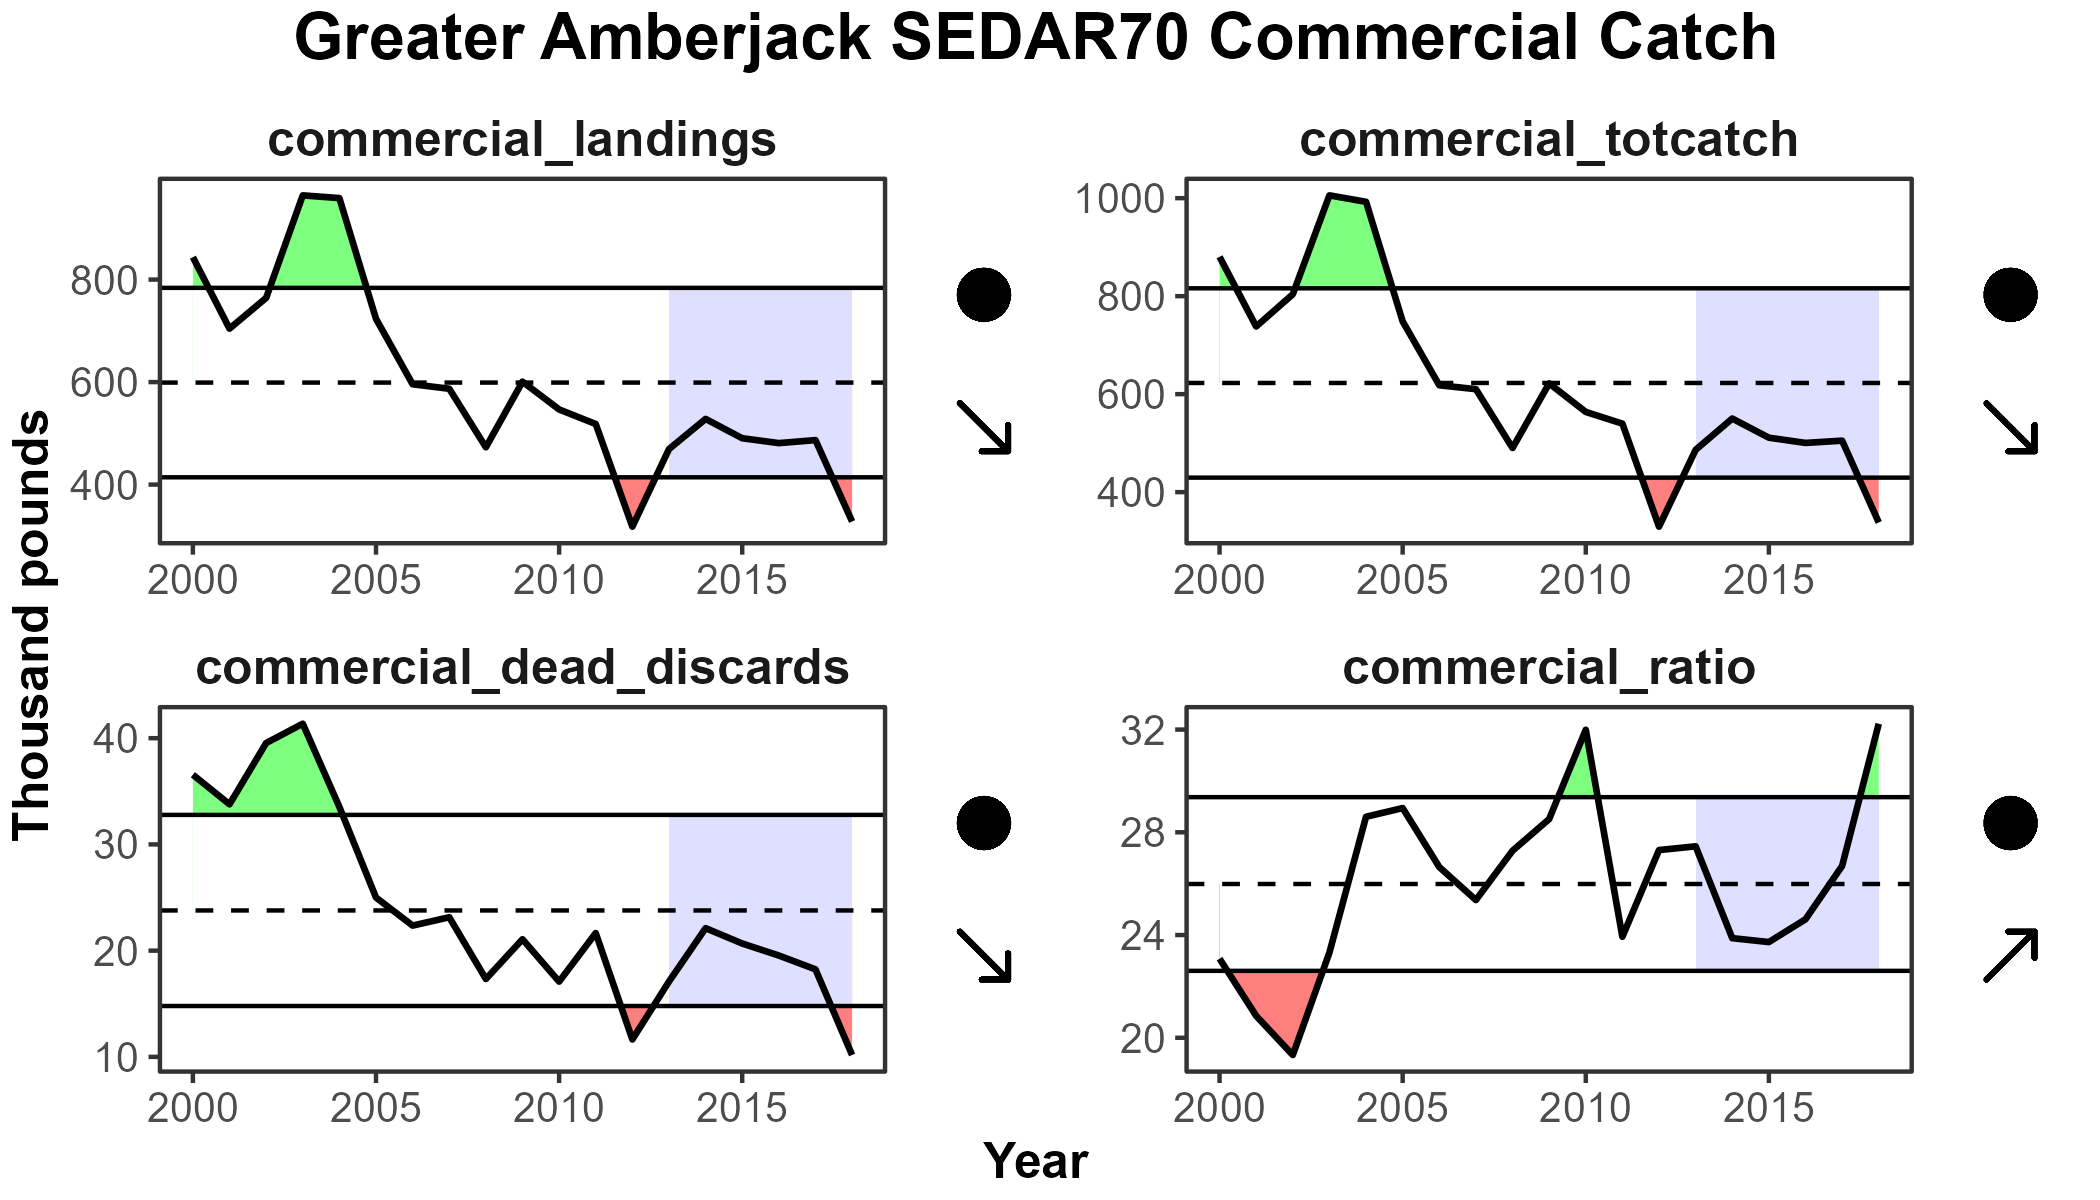 Greater Amberjack SEDAR70 Commercial Catch
commercial_landings
800
600
400
2000 2005 2010 2015
commercial_totcatch
1000
800
600
400
2000 2005 2010 2015
Thousand pounds
commercial_dead_discards
40
30
20
10
2000 2005 2010 2015
commercial_ratio
32
28
24
20
2000 2005 2010 2015
Year